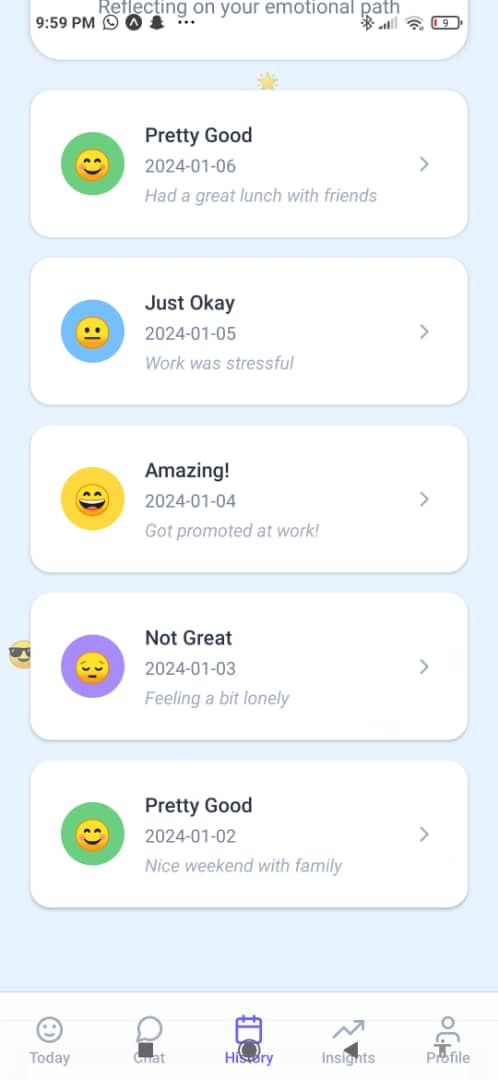 Reflecting on your emotional path
9:59 PM
9
Pretty Good
2024-01-06
Had a great lunch with friends
Just Okay
2024-01-05
Work was stressful
Amazing!
2024-01-04
Got promoted at work!
Not Great
2024-01-03
Feeling a bit lonely
Pretty Good
2024-01-02
Nice weekend with family
Today
Chat
History
Insights
Profile